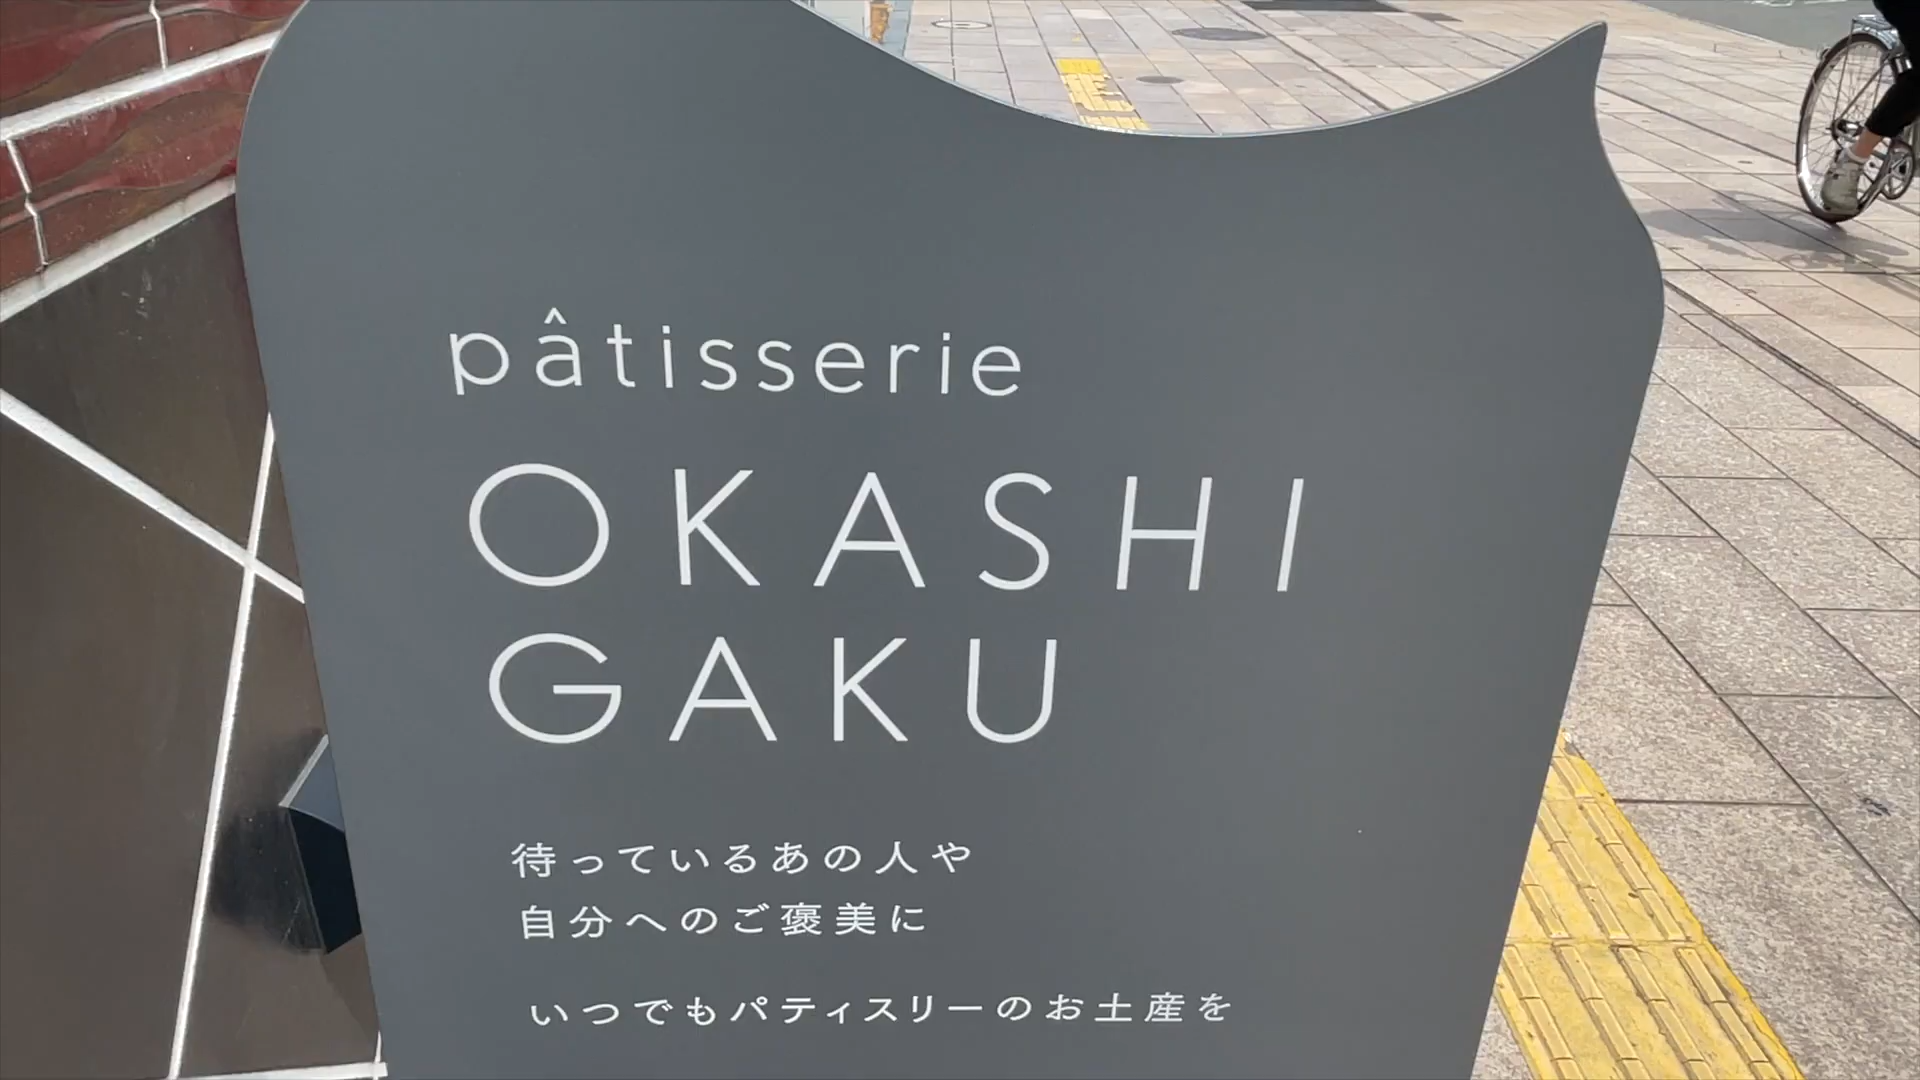 pâtisserie
OKASHI
GAKU
待っているあの人や
自分へのご褒美に
いつでもパティスリーのお土産を